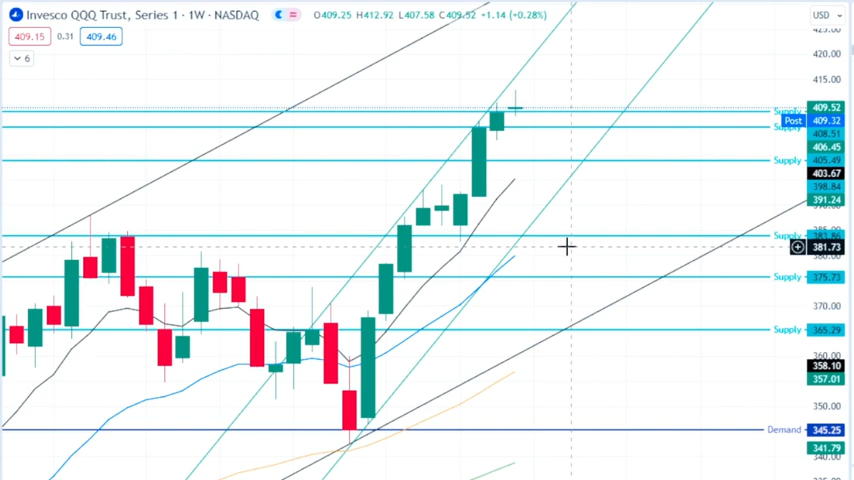 Invesco QQQ Trust, Series 1 · 1W · NASDAQ O409.25 H412.92 L407.58 C409.52 +1.14 (+0.28%)
USD
409.15 0.31 409.46
6
420.00
415.00
409.52
Supply
Post 409.32
408.51
Supply
406.45
405.49
Supply
403.67
398.84
391.24
Supply
381.73
Supply 375.73
370.00
Supply 365.29
360.00
358.10
357.01
350.00
Demand 345.25
341.79
340.00